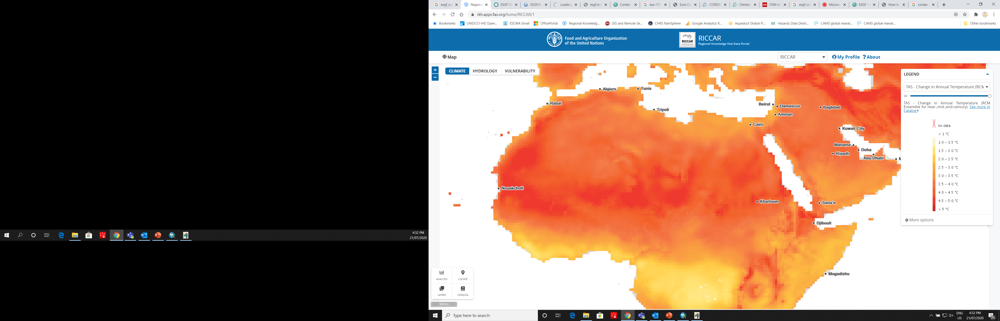 4:32 PM
21/07/2020
esgf_co
Regiona
ESGF-D
ESGF/C
Loading
esgf.nci
Cordex
eur-11i
Euro Co
CORDE
Climate
CNN Int
esgf co
Microso
ESGF –
How-to
cordex
rkh.apps.fao.org/home/RICCAR/1
Bookmarks
UNESCO-IHE Open...
ESCWA Email
OfficePortal
Regional Knowledg...
GIS and Remote Se...
CHRS RainSphere
Google Analytics R...
Aqueduct Global Fl...
Hazards Data Distri...
CAMS global reanal...
CAMS global reanal...
Other bookmarks
Food and Agriculture Organization
of the United Nations
RICCAR
RICCAR
Regional Knowledge Hub Data Portal
Map
RICCAR
My Profile
? About
CLIMATE
HYDROLOGY
VULNERABILITY
LEGEND
TAS - Change in Annual Temperature (RCM
TAS - Change in Annual Temperature (RCM
Ensemble for near-,mid-,end-century). See more in
Catalog
no data
< 1 °C
1.0 – 1.5 °C
1.5 – 2.0 °C
2.0 – 2.5 °C
2.5 – 3.0 °C
3.0 – 3.5 °C
3.5 – 4.0 °C
4.0 – 4.5 °C
4.5 – 5.0 °C
> 5 °C
More options
Algiers
Tunis
Rabat
Tripoli
Beirut
Damascus
Baghdad
Amman
Cairo
Kuwait City
Manama
Doha
Riyadh
Abu Dhabi
Nouakchott
Khartoum
Sana'a
Djibouti
Mogadishu
ANALYSIS
LOCATE
LAYERS
CATALOG
500 km
Type here to search
ENG
US
4:32 PM
21/07/2020
25